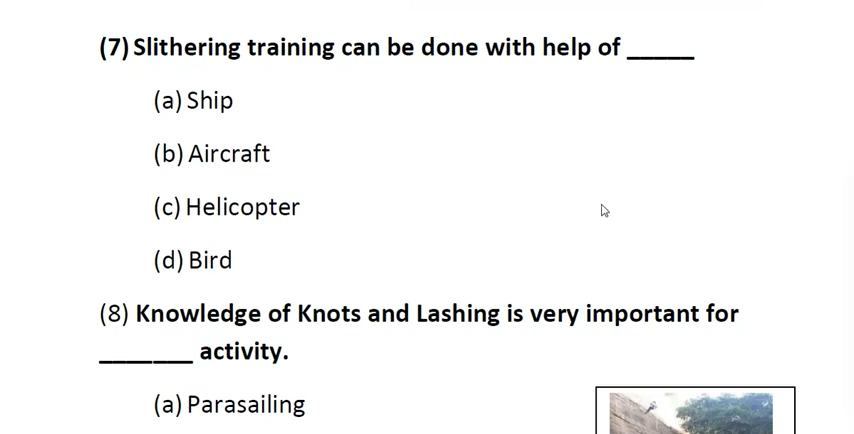 (7) Slithering training can be done with help of _____
(a) Ship
(b) Aircraft
(c) Helicopter
(d) Bird
(8) Knowledge of Knots and Lashing is very important for
_______ activity.
(a) Parasailing